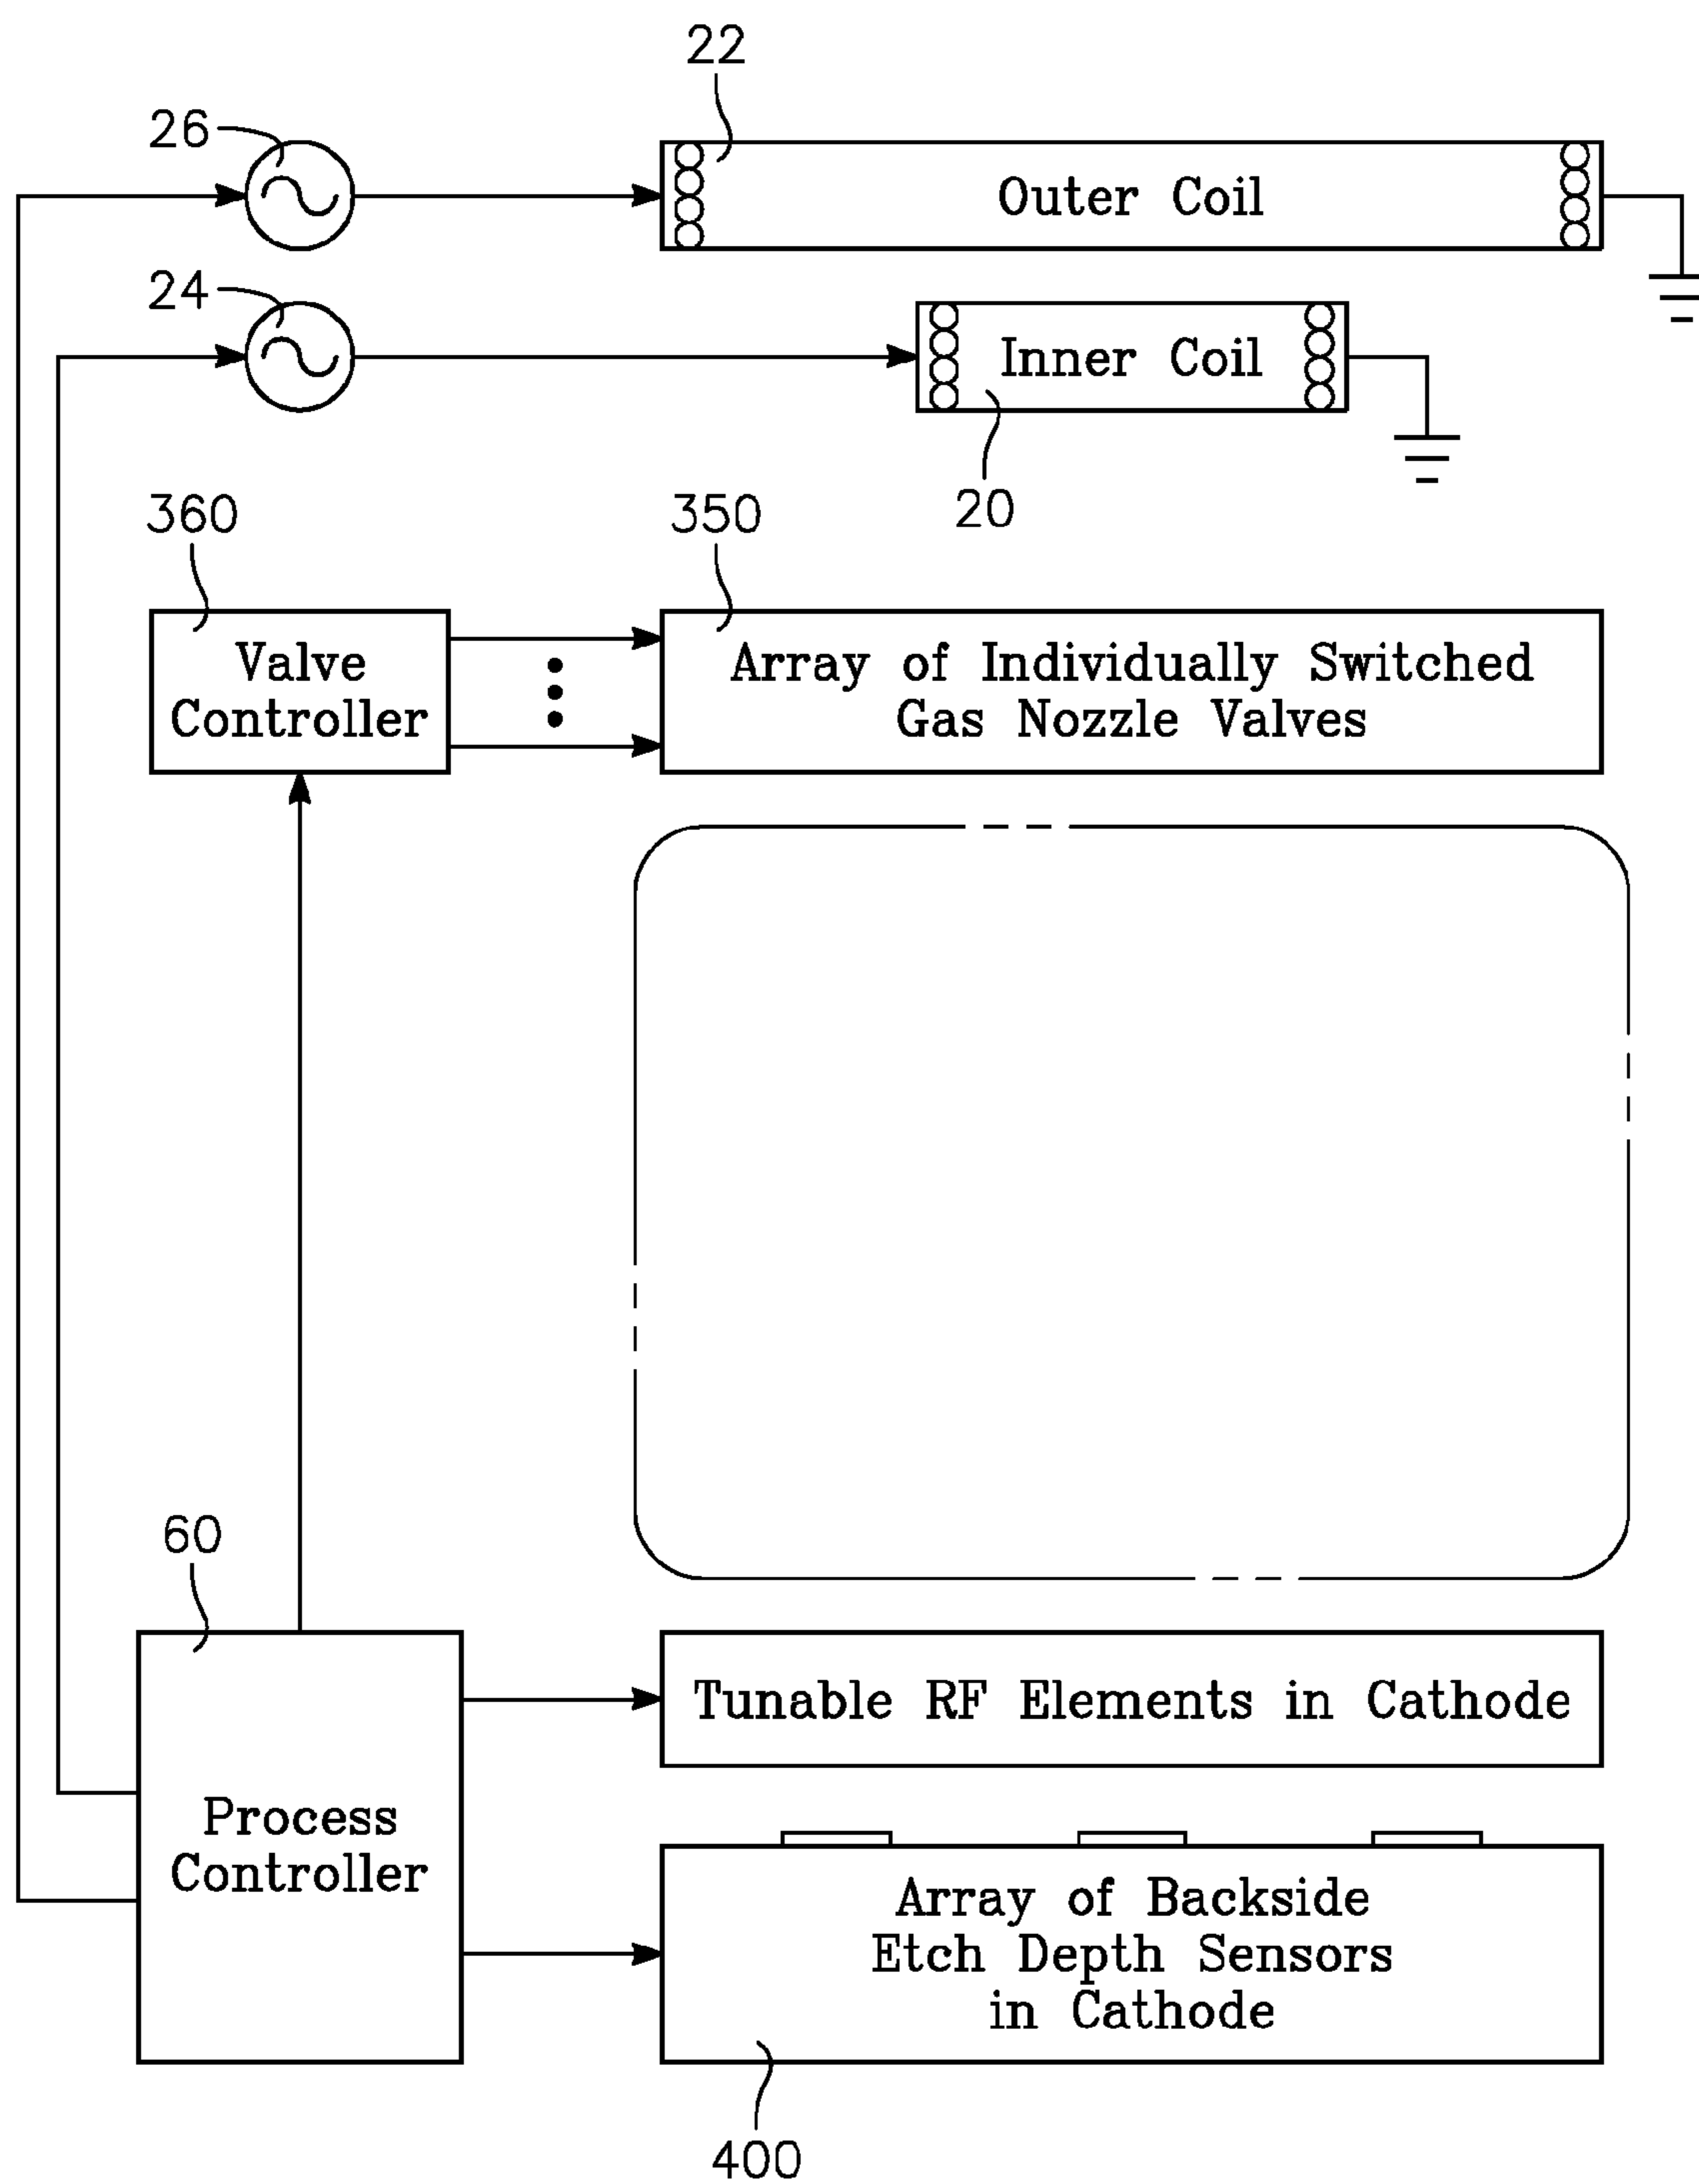 22
26
Outer Coil
24
Inner Coil
20
360
350
Valve
Controller
Array of Individually Switched
Gas Nozzle Valves
60
Tunable RF Elements in Cathode
Process
Controller
Array of Backside
Etch Depth Sensors
in Cathode
400